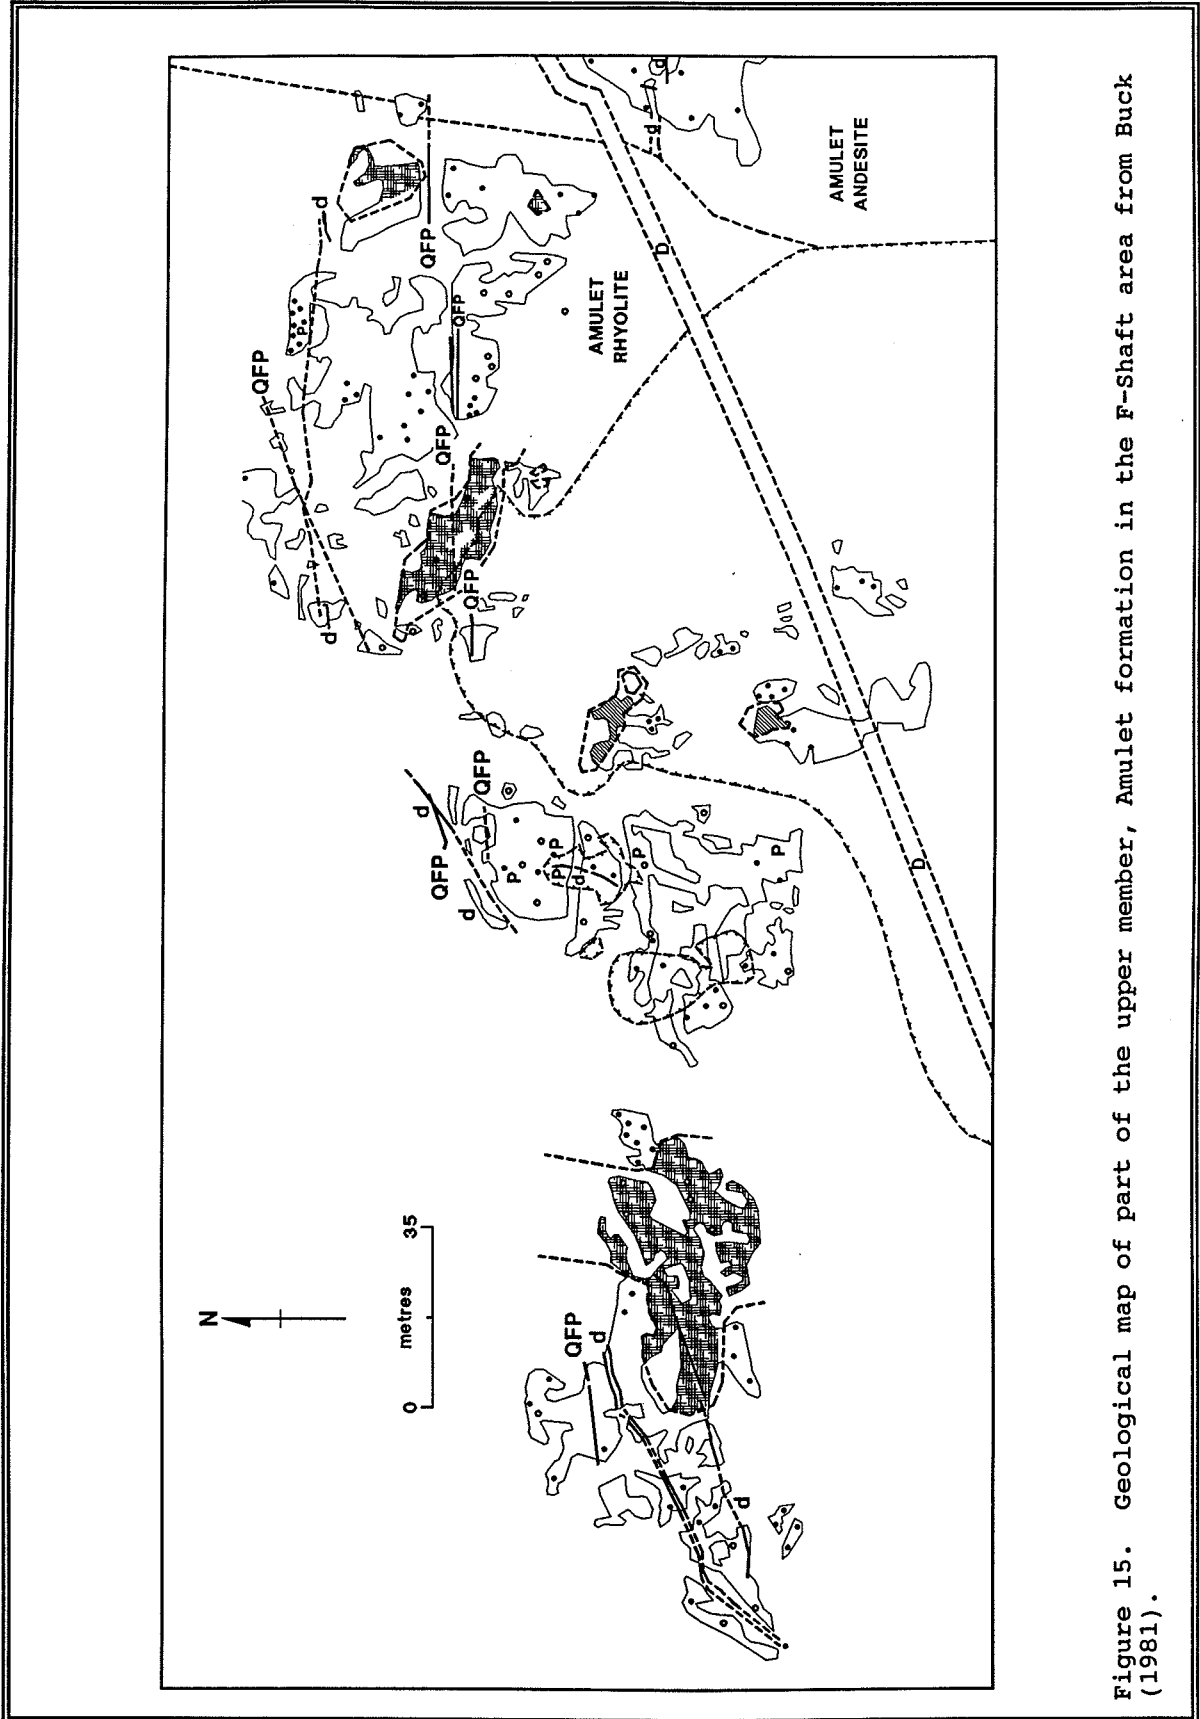 N
QFP
d
P
d
0 metres 35
QFP
d
QFP
d
QFP
QFP
d
QFP
QFP
QFP
P
P
P
QFP
d
d
P
AMULET
RHYOLITE
d
d
D
d
P
AMULET
ANDESITE
D
Figure 15. Geological map of part of the upper member, Amulet formation in the F-Shaft area from Buck
(1981).